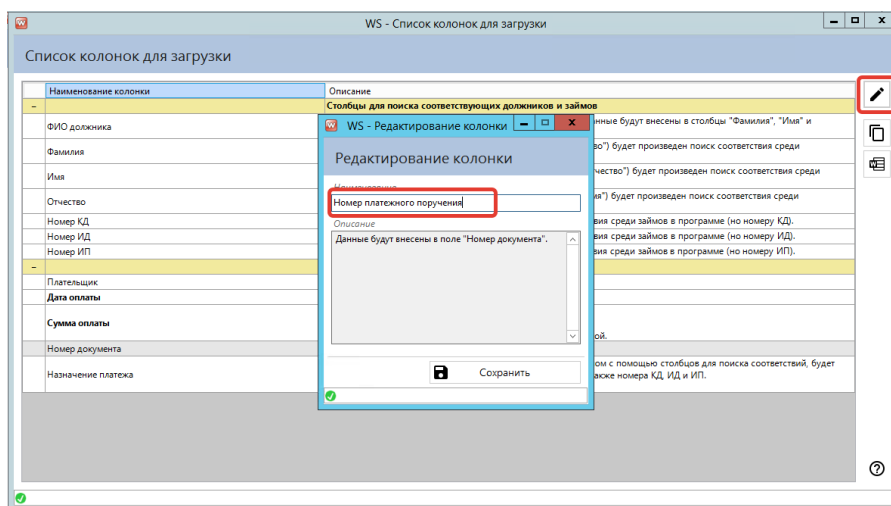 WS - Список колонок для загрузки
Список колонок для загрузки
Наименование колонки
Описание
Столбцы для поиска соответствующих должников и займов
ФИО должника
нные будут внесены в столбцы "Фамилия", "Имя" и
Фамилия
во") будет произведен поиск соответствия среди
Имя
чество") будет произведен поиск соответствия среди
Отчество
мя") будет произведен поиск соответствия среди
Номер КД
вия среди займов в программе (но номеру КД).
Номер ИД
вия среди займов в программе (но номеру ИД).
Номер ИП
вия среди займов в программе (но номеру ИП).
Плательщик
Дата оплаты
Сумма оплаты
ой.
Номер документа
Назначение платежа
ом с помощью столбцов для поиска соответствий, будет
акже номера КД, ИД и ИП.
WS - Редактирование колонки
Редактирование колонки
Наименование
Номер платежного поручения
Описание
Данные будут внесены в поле "Номер документа".
Сохранить